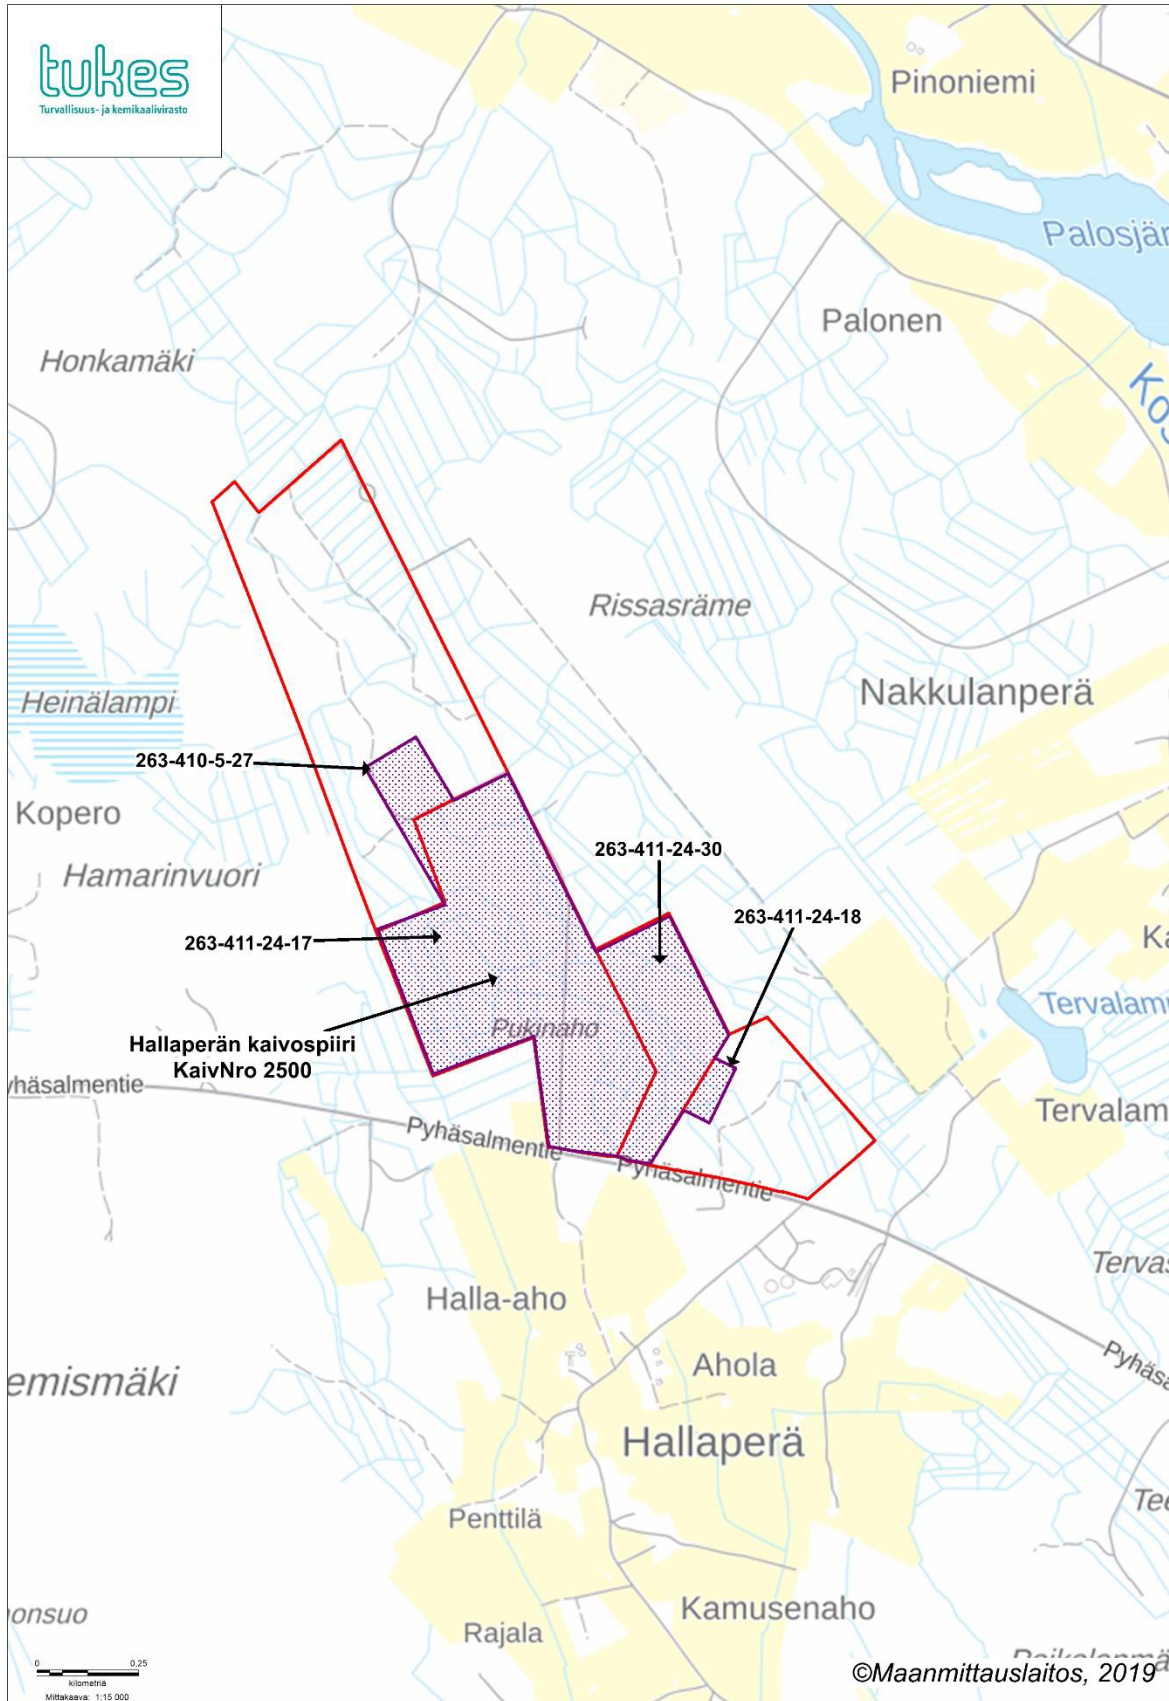 tukes
Turvallisuus- ja kemikaalivirasto
Pinoniemi
Palosjär
Palonen
Honkamäki
Rissasräme
Nakkulanperä
Heinälampi
263-410-5-27
Kopero
Hamarinvuori
263-411-24-30
263-411-24-18
263-411-24-17
Ka
Tervalam
Pukinaho
Hallaperän kaivospiiri
KaivNro 2500
yhäsalmentie
Tervalam
Pyhäsalmentie
Pyhäsalmentie
Tervas
Halla-aho
Pyhäsa
Ahola
emismäki
Hallaperä
Penttilä
Kamusenaho
onsuo
Rajala
0 0,25
kilometriä
Mittakaava: 1:15 000
©Maanmittauslaitos, 2019